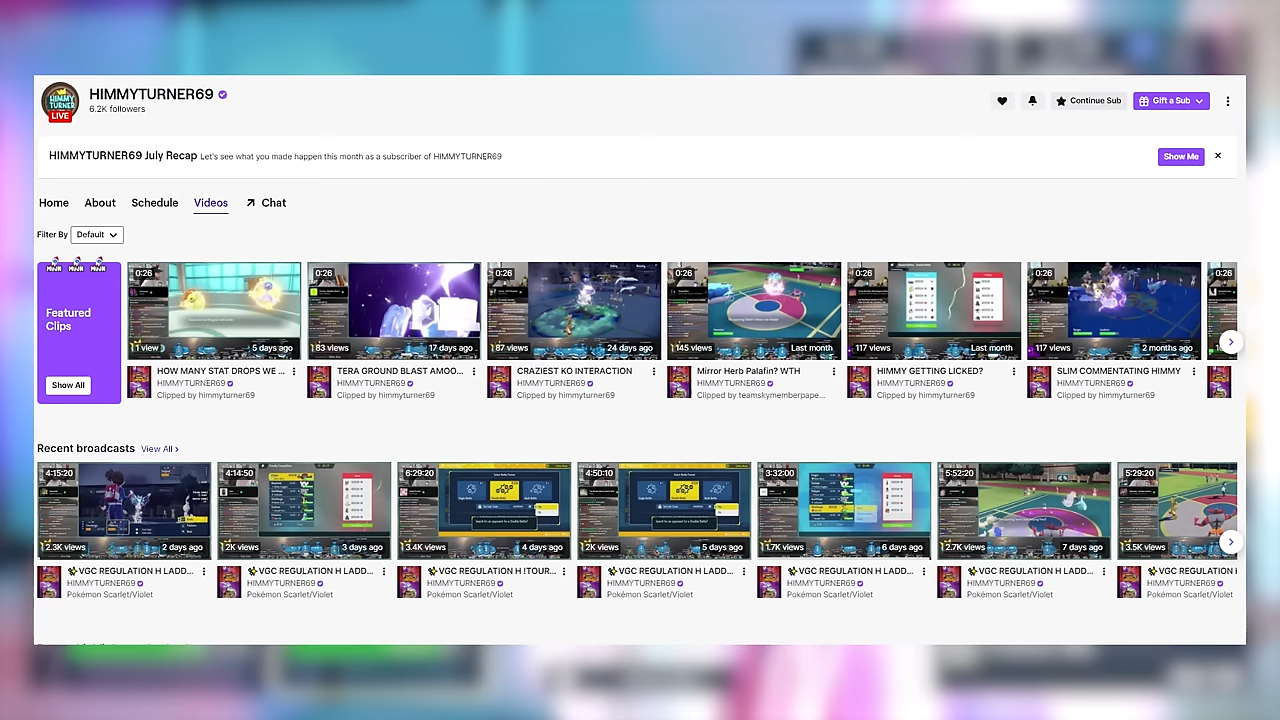 HIMMYTURNER69
6.2K followers
HIMMY TURNER
LIVE
Continue Sub
Gift a Sub
HIMMYTURNER69 July Recap Let's see what you made happen this month as a subscriber of HIMMYTURNER69
Show Me
Home About Schedule Videos Chat
Filter By Default
Featured
Clips
Show All
0:26 0:26 0:26 0:26 0:26 0:26 0:26
1 view 5 days ago 83 views 17 days ago 87 views 24 days ago 145 views Last month 117 views Last month 117 views 2 months ago
HOW MANY STAT DROPS WE ... TERA GROUND BLAST AMOO... CRAZIEST KO INTERACTION Mirror Herb Palafin? WTH HIMMY GETTING LICKED? SLIM COMMENTATING HIMMY
HIMMYTURNER69 HIMMYTURNER69 HIMMYTURNER69 HIMMYTURNER69 HIMMYTURNER69 HIMMYTURNER69
Clipped by himmyturner69 Clipped by himmyturner69 Clipped by himmyturner69 Clipped by teamskymemberpape... Clipped by himmyturner69 Clipped by himmyturner69
Recent broadcasts View All
4:15:20 4:14:50 6:29:20 4:50:10 3:32:00 5:52:20 5:29:20
2.3K views 2 days ago 2K views 3 days ago 3.4K views 4 days ago 2K views 5 days ago 1.7K views 6 days ago 2.7K views 7 days ago 3.5K views
VGC REGULATION H LADD... VGC REGULATION H LADD... VGC REGULATION H !TOUR... VGC REGULATION H LADD... VGC REGULATION H LADD... VGC REGULATION H LADD... VGC REGULATION H
HIMMYTURNER69 HIMMYTURNER69 HIMMYTURNER69 HIMMYTURNER69 HIMMYTURNER69 HIMMYTURNER69 HIMMYTURNER69
Pokémon Scarlet/Violet Pokémon Scarlet/Violet Pokémon Scarlet/Violet Pokémon Scarlet/Violet Pokémon Scarlet/Violet Pokémon Scarlet/Violet Pokémon Scarlet/Violet